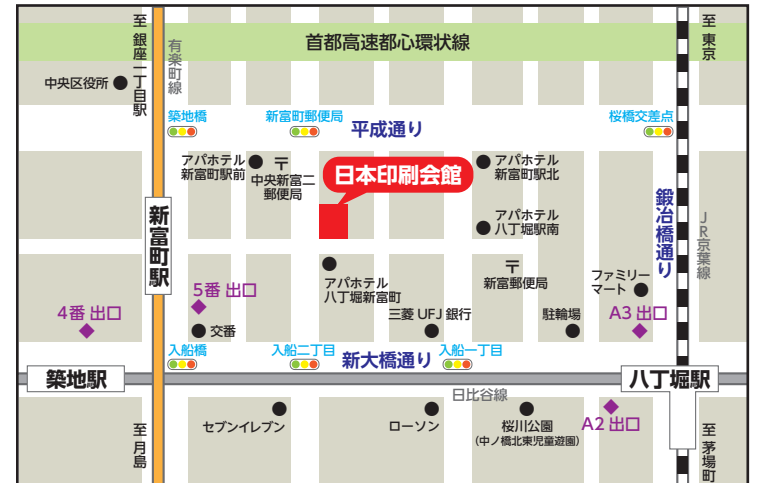 至 銀座一丁目駅
有楽町線
首都高速都心環状線
至 東京
中央区役所
築地橋
新富町郵便局
平成通り
桜橋交差点
アパホテル
新富町駅前
〒
中央新富二
郵便局
日本印刷会館
アパホテル
新富町駅北
アパホテル
八丁堀駅南
鍛冶橋通り
JR京葉線
新富町駅
アパホテル
八丁堀新富町
〒
新富郵便局
ファミリー
マート
4番 出口
5番 出口
交番
三菱 UFJ 銀行
駐輪場
A3 出口
入船橋
入船二丁目
新大橋通り
入船一丁目
築地駅
八丁堀駅
日比谷線
セブンイレブン
ローソン
桜川公園
(中ノ橋北東児童遊園)
A2 出口
至 月島
至 茅場町